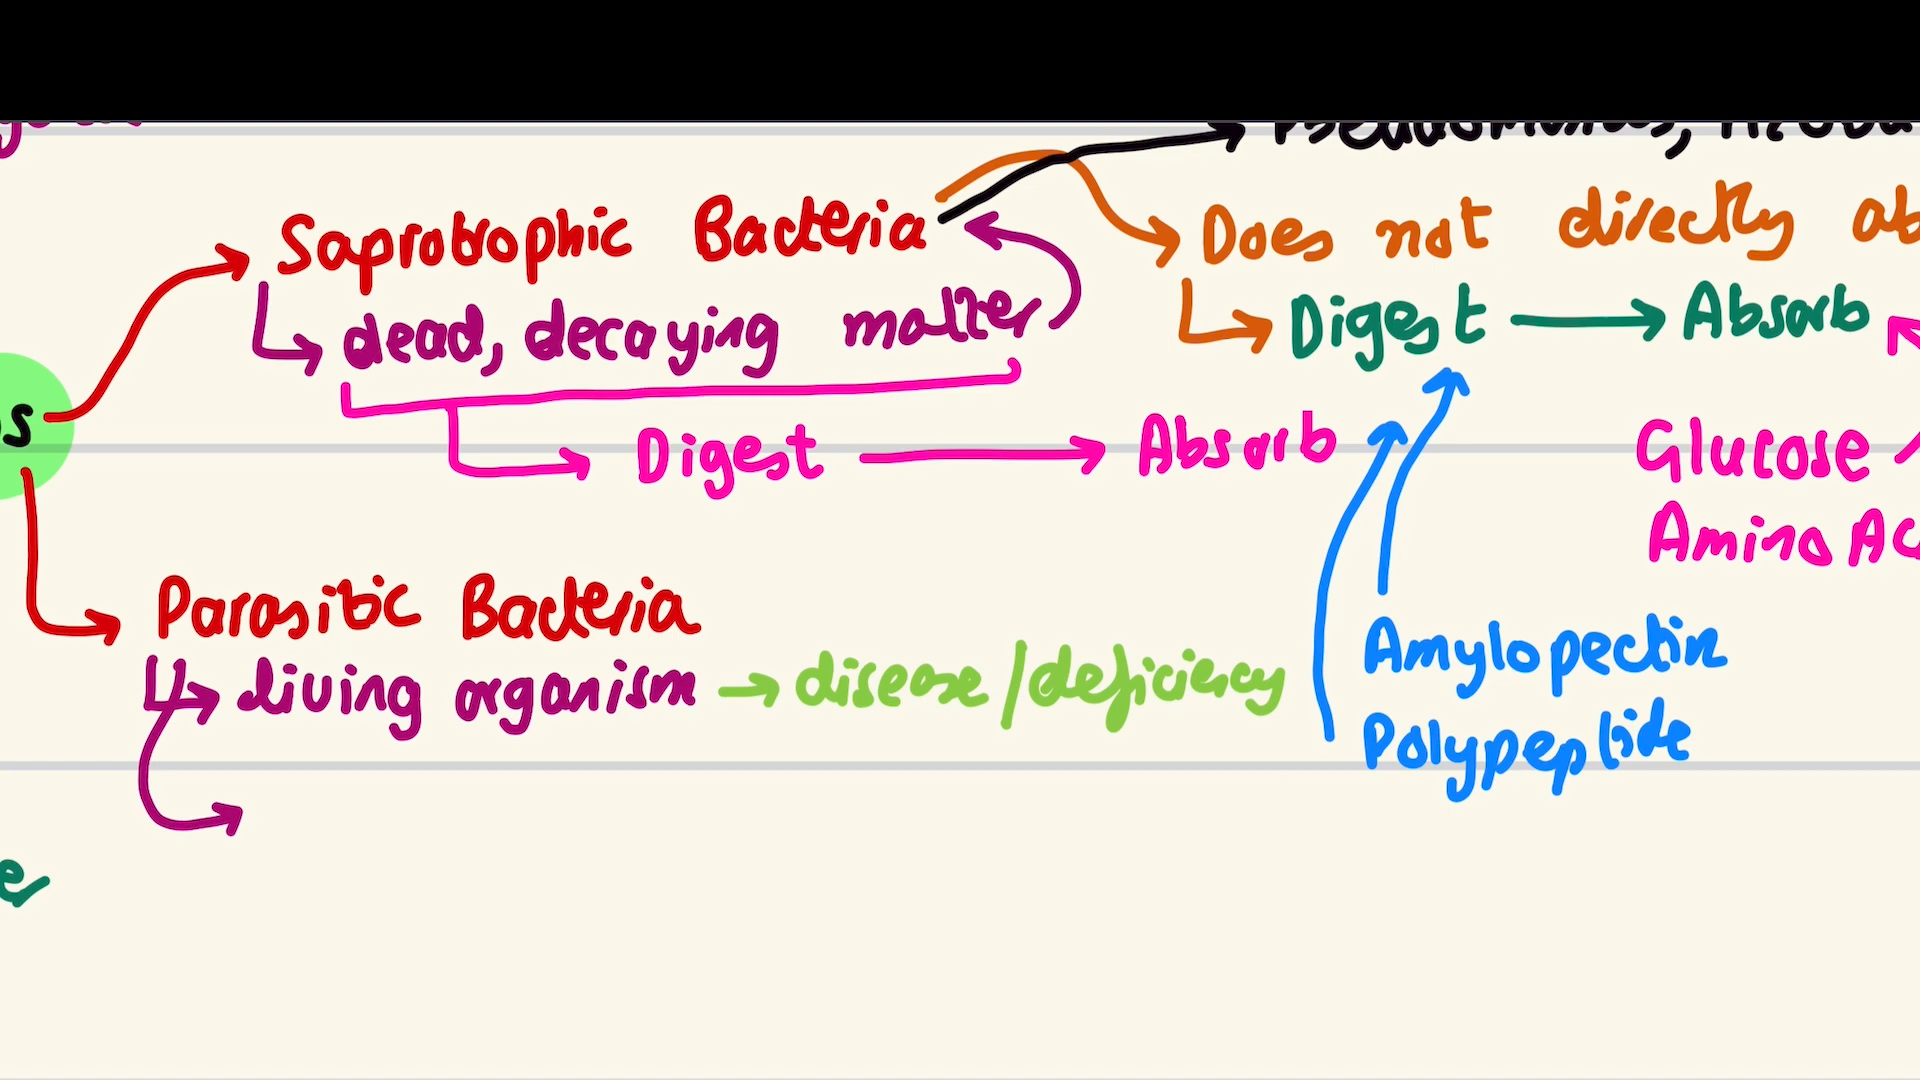 Saprotrophic Bacteria
Does not directly
dead, decaying matter
Digest → Absorb
Digest → Absorb
Glucose
Amino
Parasitic Bacteria
living organism → disease/deficiency
Amylopectin
Polypeptide